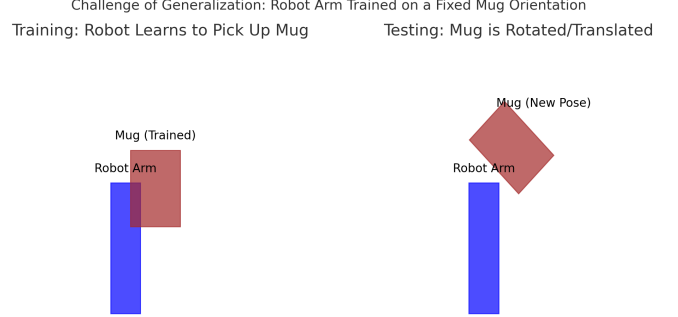 Challenge of Generalization: Robot Arm Trained on a Fixed Mug Orientation
Training: Robot Learns to Pick Up Mug
Testing: Mug is Rotated/Translated
Mug (Trained)
Robot Arm
Mug (New Pose)
Robot Arm